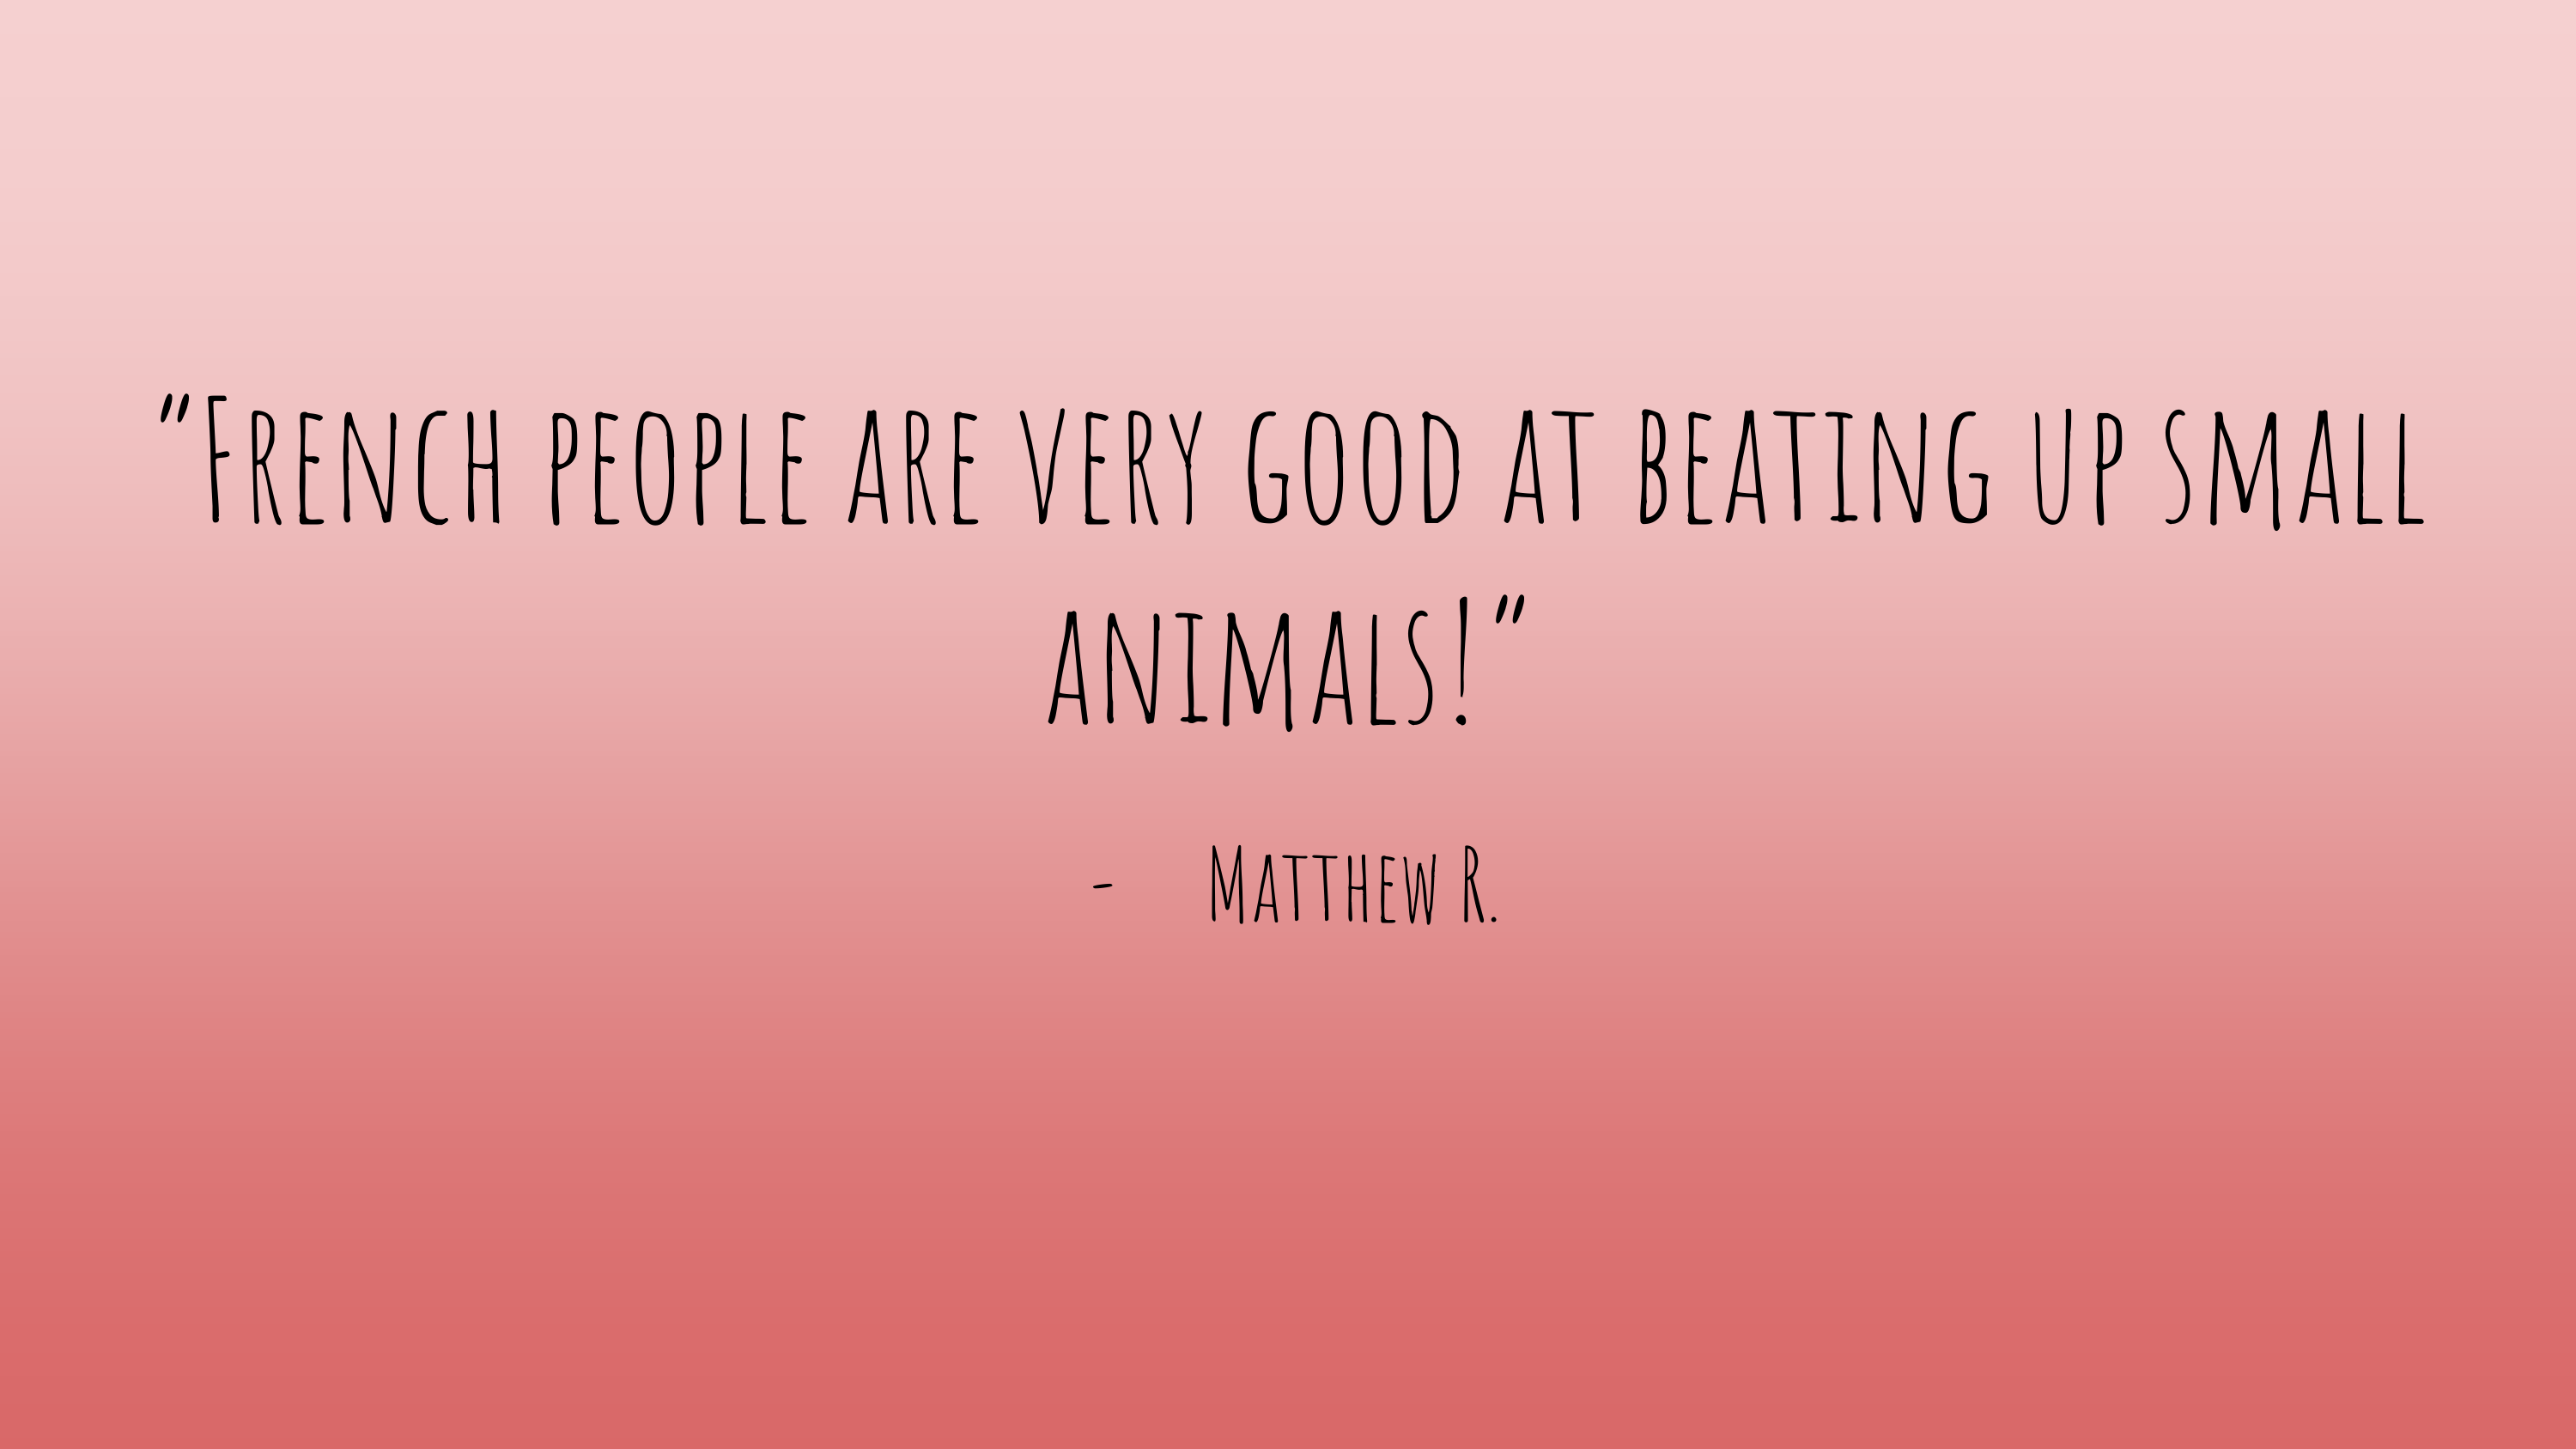 "French people are very good at beating up small
animals!"
- Matthew R.